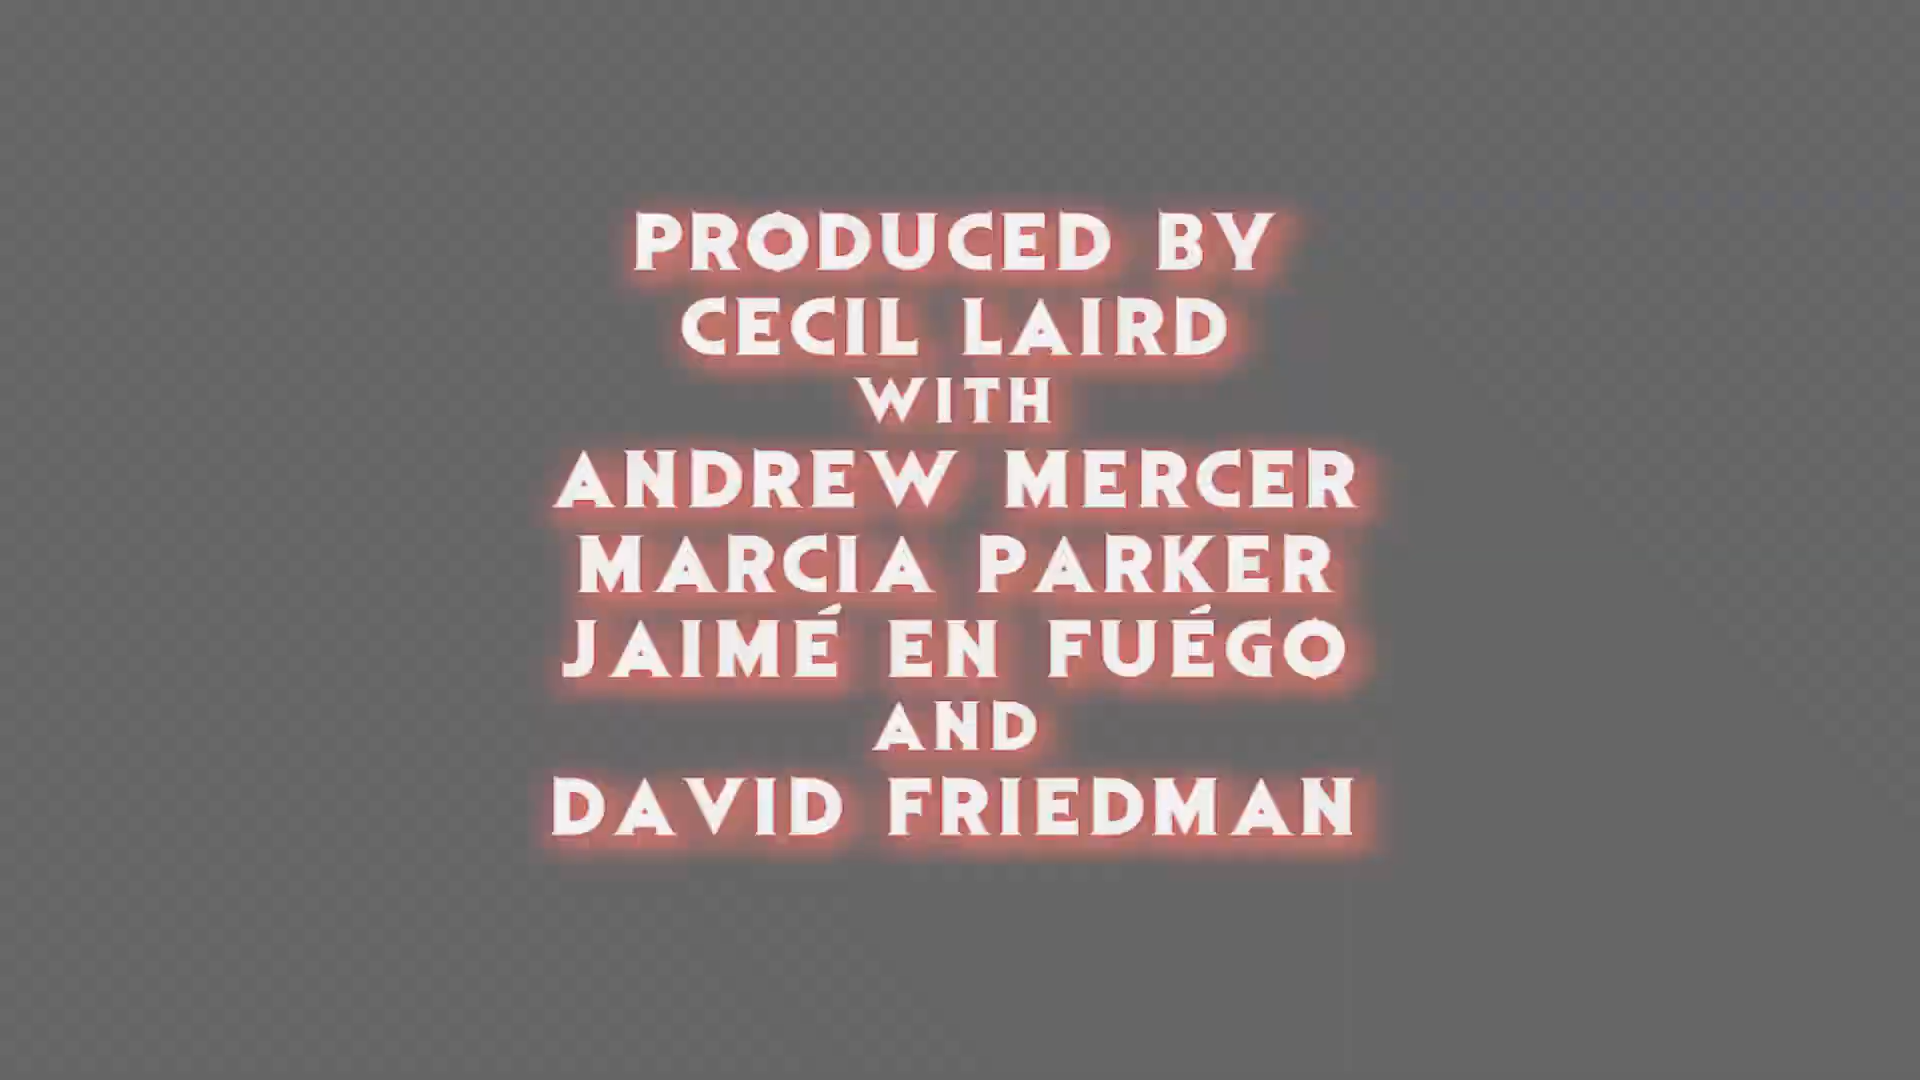 PRODUCED BY
CECIL LAIRD
WITH
ANDREW MERCER
MARCIA PARKER
JAIMÉ EN FUÉGO
AND
DAVID FRIEDMAN